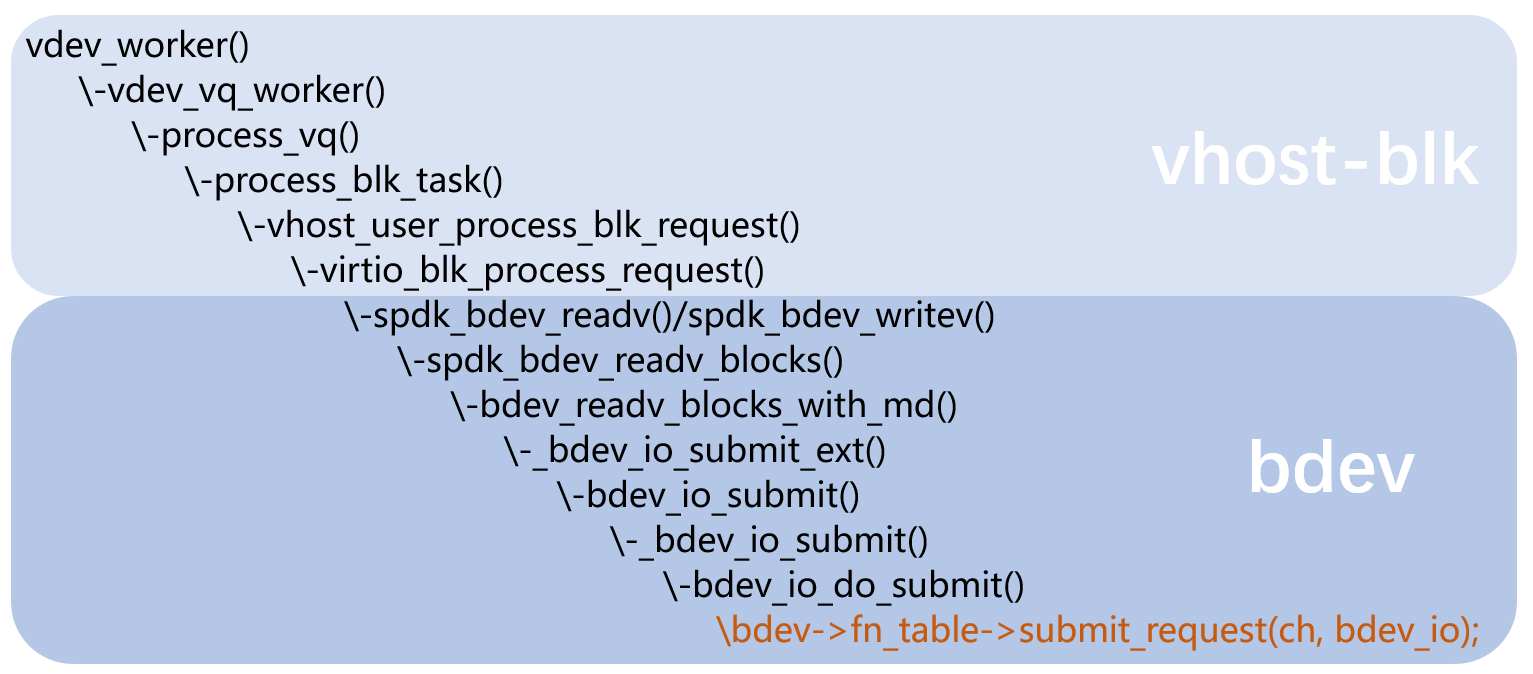 vdev_worker()
\-vdev_vq_worker()
\-process_vq()
\-process_blk_task()
\-vhost_user_process_blk_request()
\-virtio_blk_process_request()
vhost-blk
\-spdk_bdev_readv()/spdk_bdev_writev()
\-spdk_bdev_readv_blocks()
\-bdev_readv_blocks_with_md()
\-_bdev_io_submit_ext()
\-bdev_io_submit()
\-_bdev_io_submit()
\-bdev_io_do_submit()
\bdev->fn_table->submit_request(ch, bdev_io);
bdev